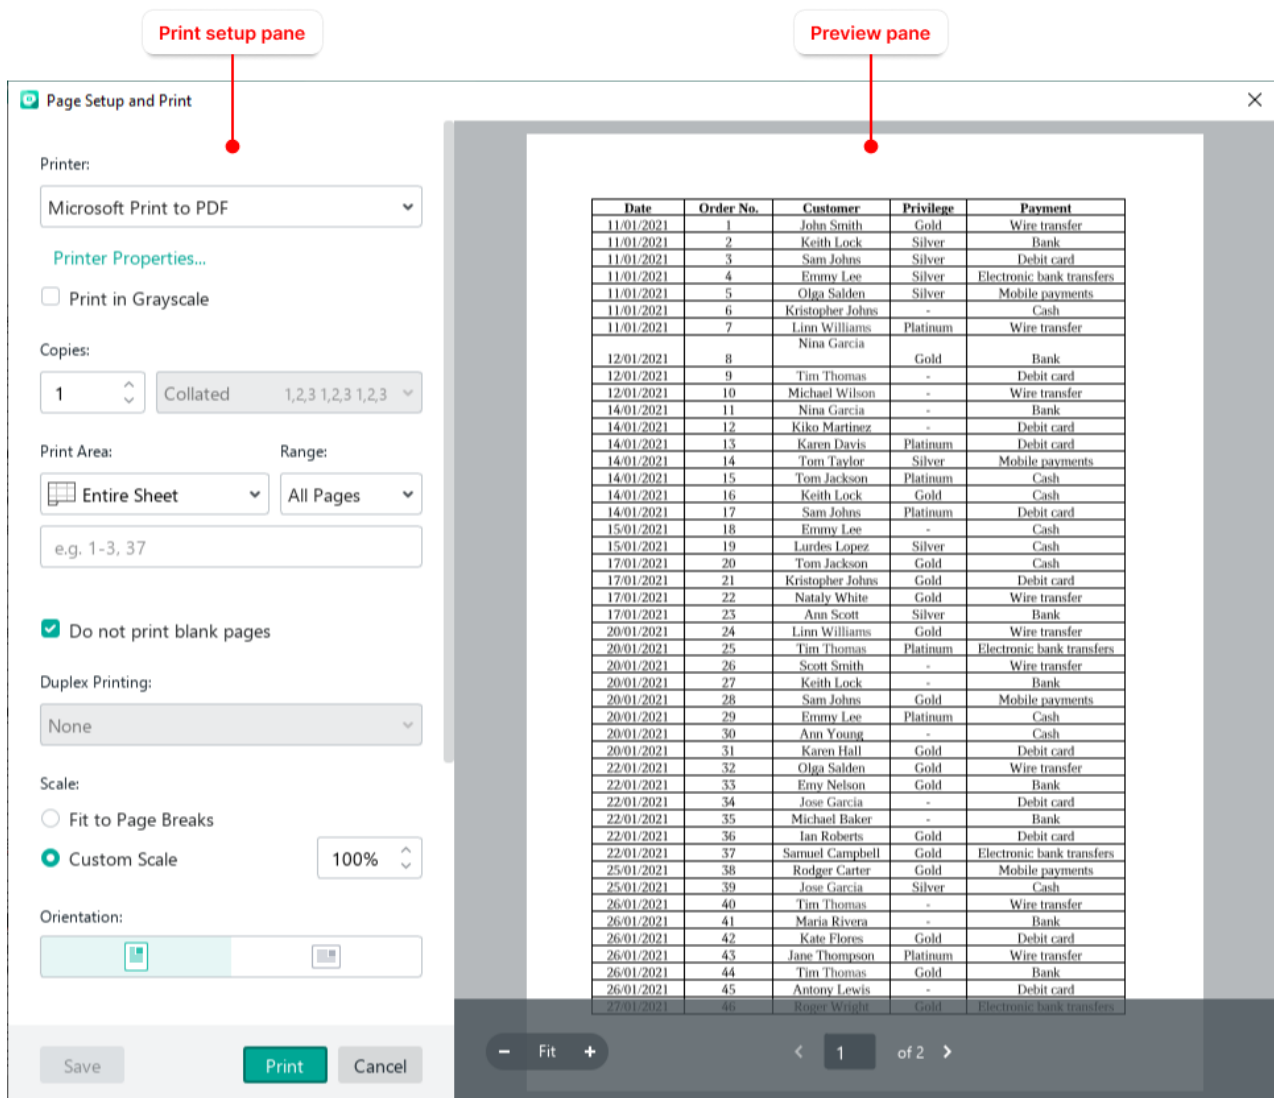 Print setup pane
Preview pane
Page Setup and Print
Printer:
Microsoft Print to PDF
Printer Properties...
Print in Grayscale
Copies:
1
Collated 1,2,3 1,2,3 1,2,3
Print Area:
Range:
Entire Sheet
All Pages
e.g. 1-3, 37
Do not print blank pages
Duplex Printing:
None
Scale:
Fit to Page Breaks
Custom Scale
100%
Orientation:
Save
Print
Cancel
Date Order No. Customer Privilege Payment
11/01/2021 1 John Smith Gold Wire transfer
11/01/2021 2 Keith Lock Silver Bank
11/01/2021 3 Sam Johns Silver Debit card
11/01/2021 4 Emmy Lee Silver Electronic bank transfers
11/01/2021 5 Olga Salden Silver Mobile payments
11/01/2021 6 Kristopher Johns - Cash
11/01/2021 7 Linn Williams Platinum Wire transfer
12/01/2021 8 Nina Garcia Gold Bank
12/01/2021 9 Tim Thomas - Debit card
12/01/2021 10 Michael Wilson - Wire transfer
14/01/2021 11 Nina Garcia - Bank
14/01/2021 12 Kiko Martinez - Debit card
14/01/2021 13 Karen Davis Platinum Debit card
14/01/2021 14 Tom Taylor Silver Mobile payments
14/01/2021 15 Tom Jackson Platinum Cash
14/01/2021 16 Keith Lock Gold Cash
14/01/2021 17 Sam Johns Platinum Debit card
15/01/2021 18 Emmy Lee - Cash
15/01/2021 19 Lurdes Lopez Silver Cash
17/01/2021 20 Tom Jackson Gold Cash
17/01/2021 21 Kristopher Johns Gold Debit card
17/01/2021 22 Nataly White Gold Wire transfer
17/01/2021 23 Ann Scott Silver Bank
20/01/2021 24 Linn Williams Gold Wire transfer
20/01/2021 25 Tim Thomas Platinum Electronic bank transfers
20/01/2021 26 Scott Smith - Wire transfer
20/01/2021 27 Keith Lock - Bank
20/01/2021 28 Sam Johns Gold Mobile payments
20/01/2021 29 Emmy Lee Platinum Cash
20/01/2021 30 Ann Young - Cash
20/01/2021 31 Karen Hall Gold Debit card
22/01/2021 32 Olga Salden Gold Wire transfer
22/01/2021 33 Emy Nelson Gold Bank
22/01/2021 34 Jose Garcia - Debit card
22/01/2021 35 Michael Baker - Bank
22/01/2021 36 Ian Roberts Gold Debit card
22/01/2021 37 Samuel Campbell Gold Electronic bank transfers
25/01/2021 38 Rodger Carter Gold Mobile payments
25/01/2021 39 Jose Garcia Silver Cash
26/01/2021 40 Tim Thomas - Wire transfer
26/01/2021 41 Maria Rivera - Bank
26/01/2021 42 Kate Flores Gold Debit card
26/01/2021 43 Jane Thompson Platinum Wire transfer
26/01/2021 44 Tim Thomas Gold Bank
26/01/2021 45 Antony Lewis - Debit card
27/01/2021 46 Roger Wright Gold Electronic bank transfers
Fit
1 of 2